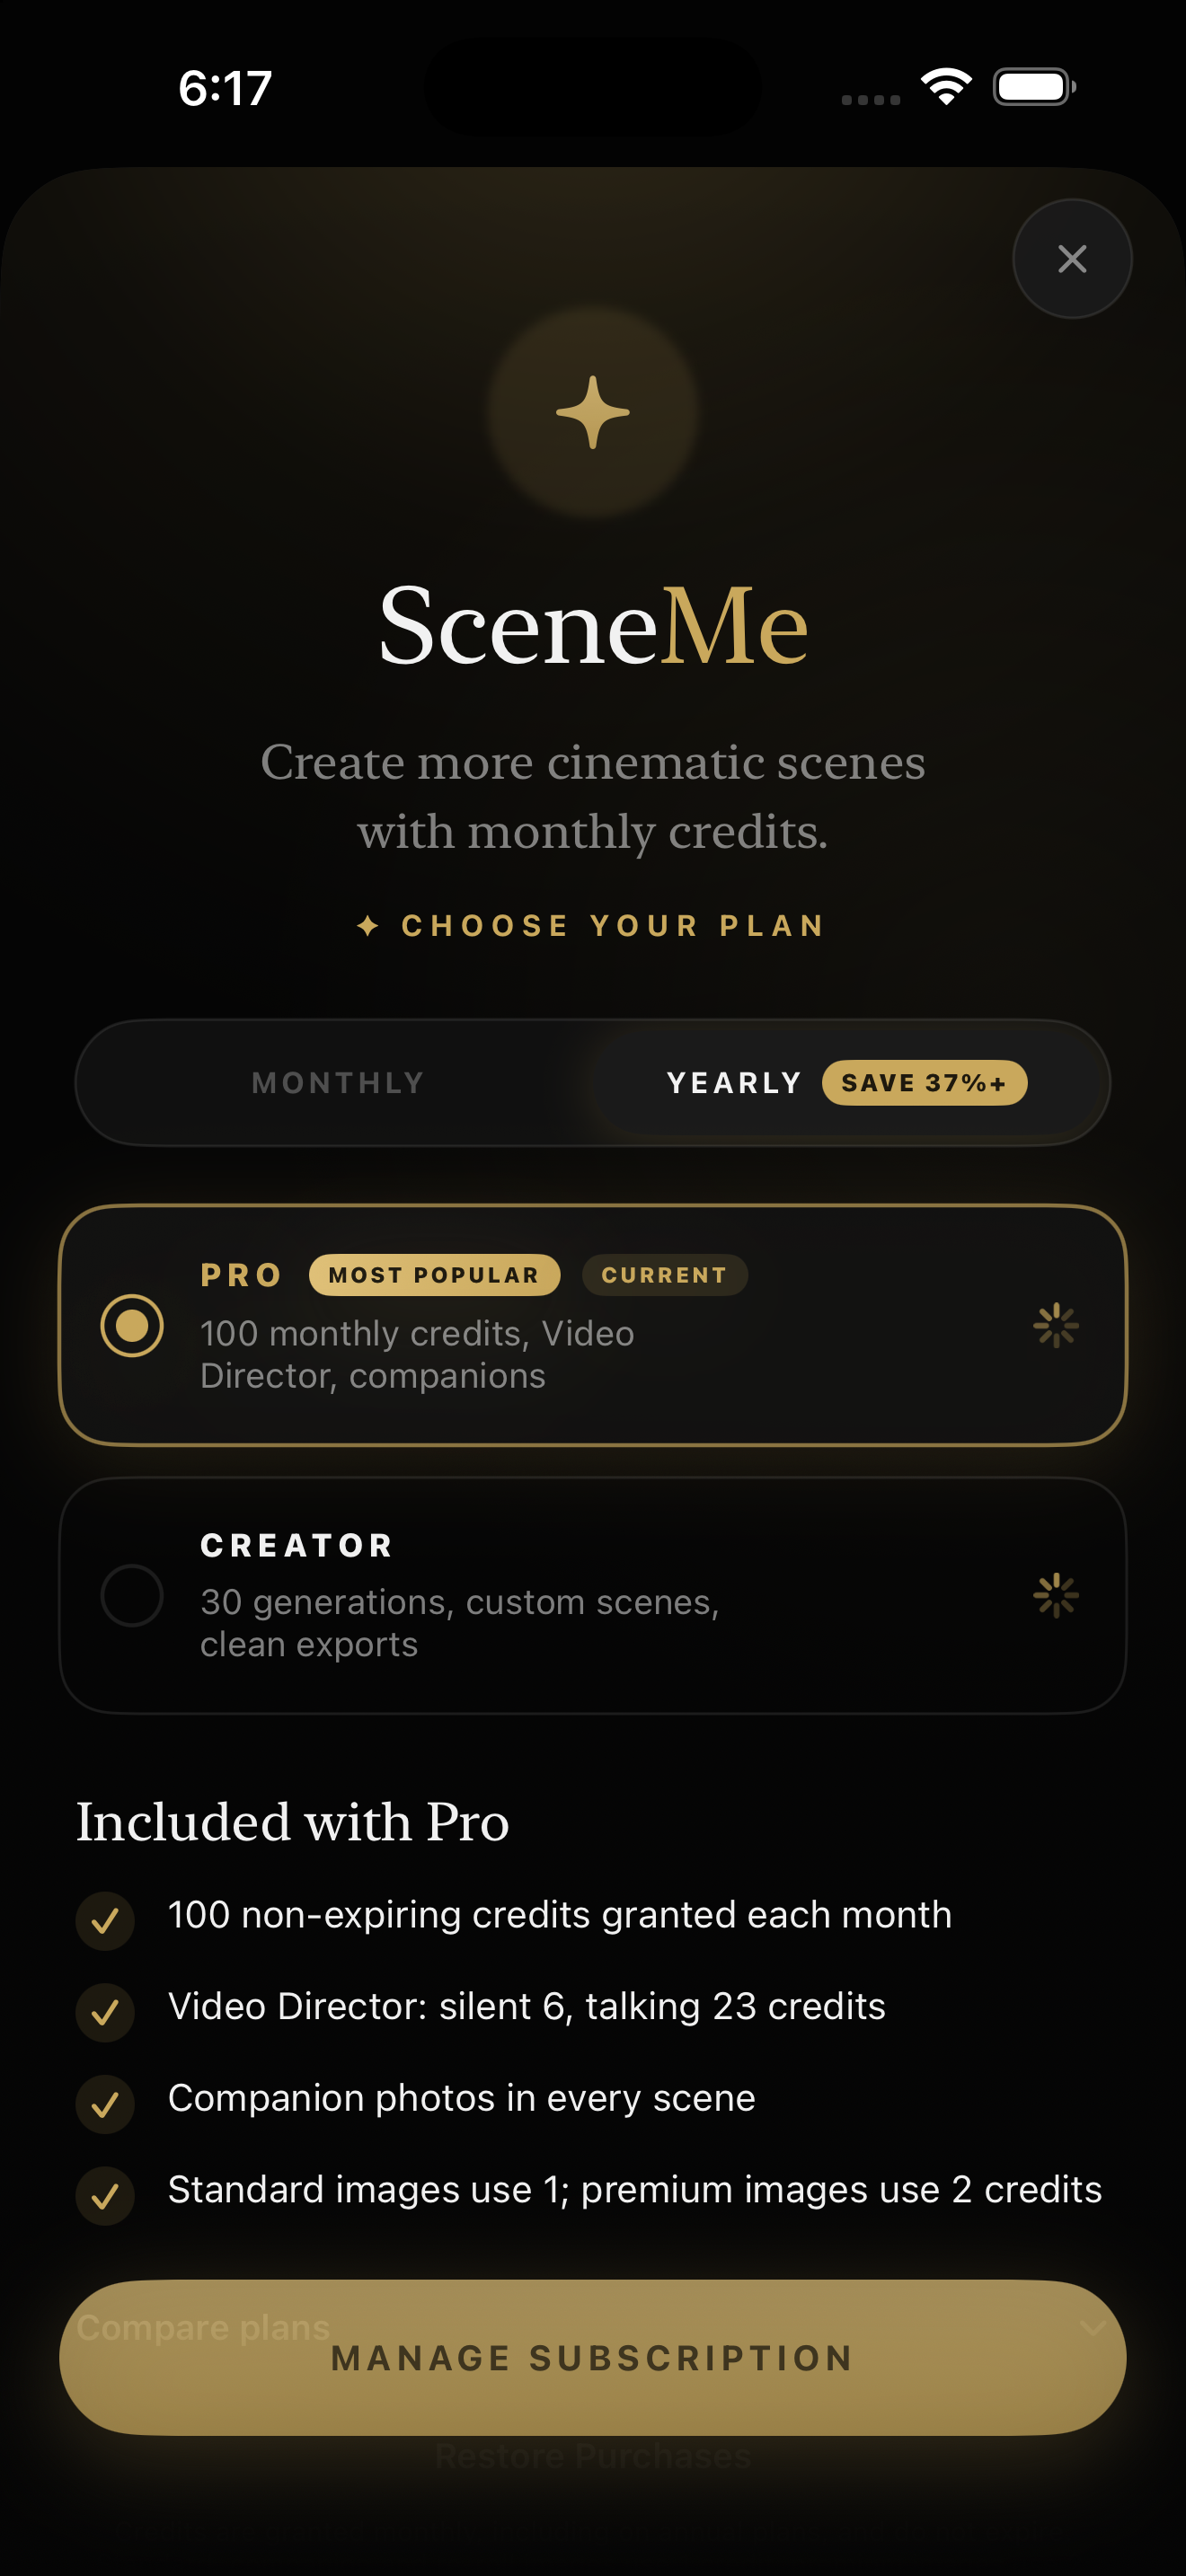 6:17
SceneMe
Create more cinematic scenes
with monthly credits.
CHOOSE YOUR PLAN
MONTHLY
YEARLY SAVE 37%+
PRO MOST POPULAR CURRENT
100 monthly credits, Video
Director, companions
CREATOR
30 generations, custom scenes,
clean exports
Included with Pro
100 non-expiring credits granted each month
Video Director: silent 6, talking 23 credits
Companion photos in every scene
Standard images use 1; premium images use 2 credits
Compare plans
MANAGE SUBSCRIPTION
Restore Purchases